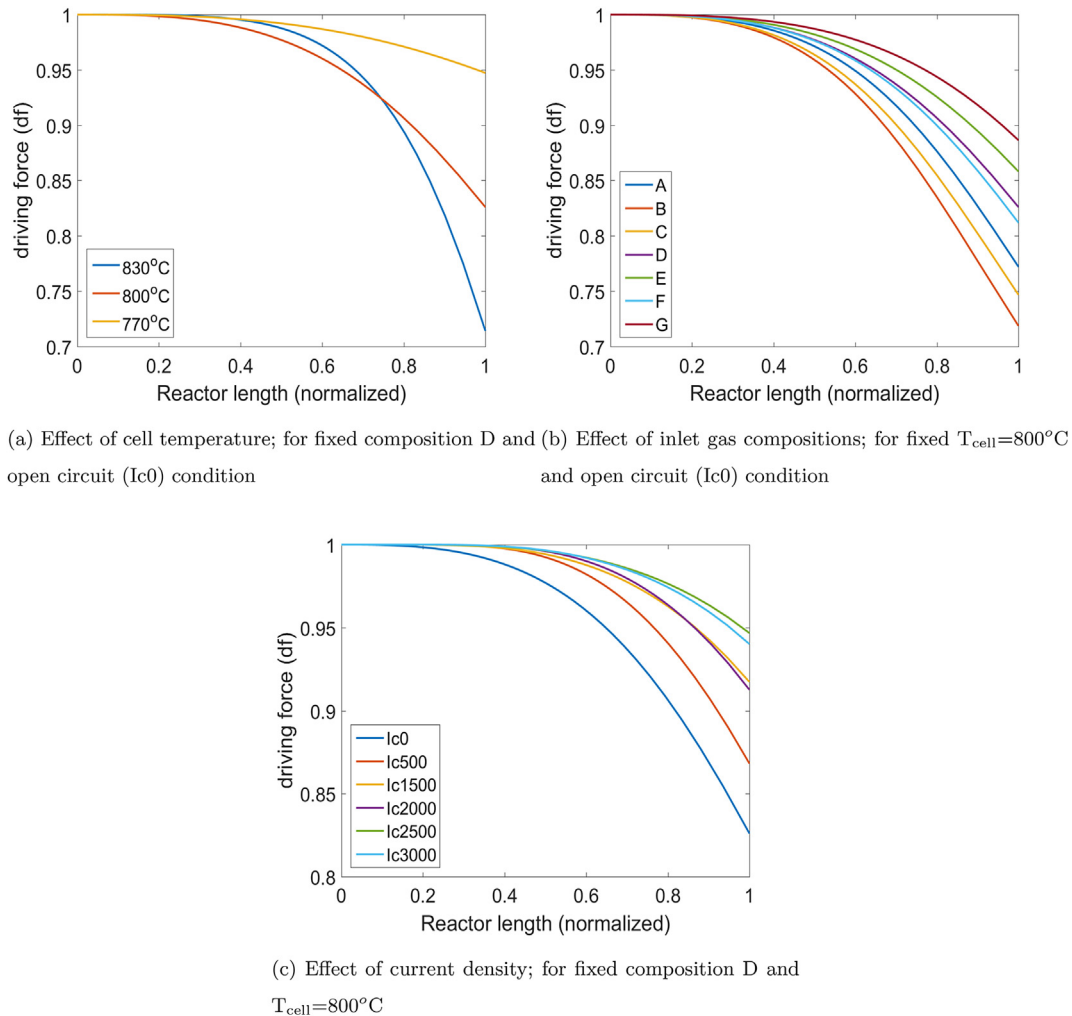 1
0.95
0.9
0.85
0.8
0.75
0.7
driving force (df)
830°C
800°C
770°C
0 0.2 0.4 0.6 0.8 1
Reactor length (normalized)
1
0.95
0.9
0.85
0.8
0.75
0.7
driving force (df)
A
B
C
D
E
F
G
0 0.2 0.4 0.6 0.8 1
Reactor length (normalized)
(a) Effect of cell temperature; for fixed composition D and
open circuit (Ic0) condition
(b) Effect of inlet gas compositions; for fixed Tcell=800°C
and open circuit (Ic0) condition
1
0.95
0.9
0.85
0.8
driving force (df)
Ic0
Ic500
Ic1500
Ic2000
Ic2500
Ic3000
0 0.2 0.4 0.6 0.8 1
Reactor length (normalized)
(c) Effect of current density; for fixed composition D and
Tcell=800°C